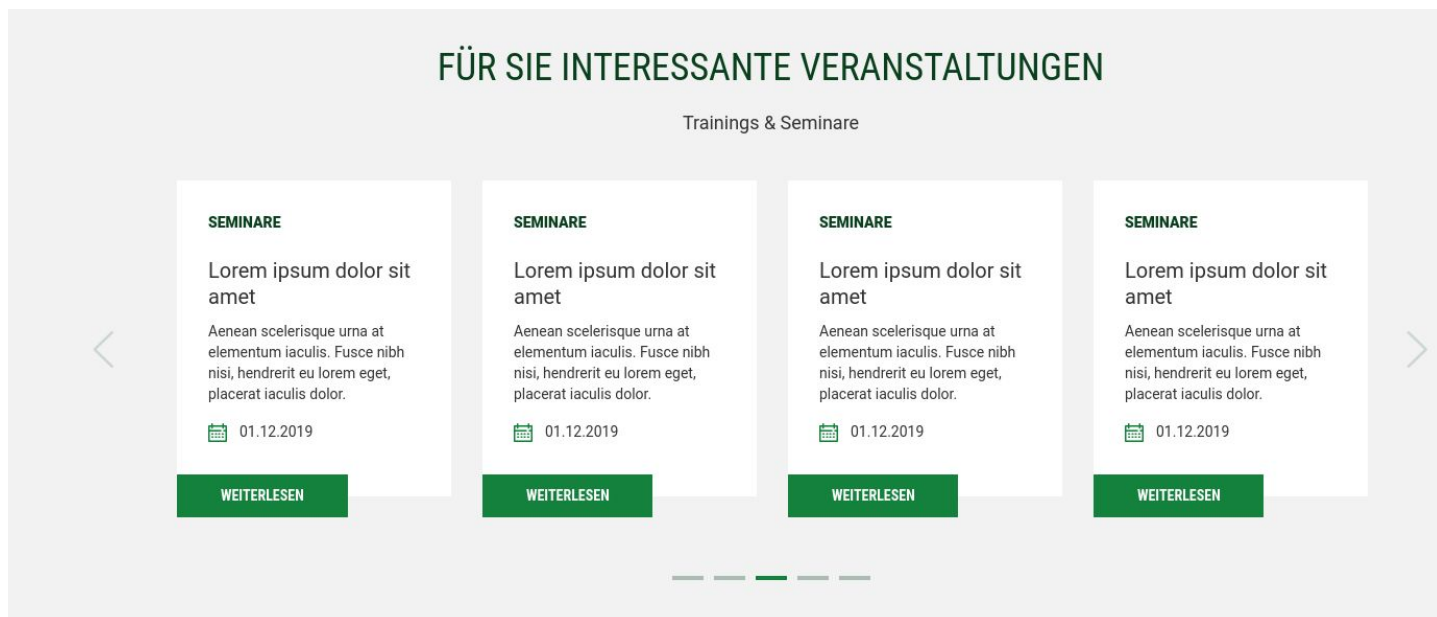 FÜR SIE INTERESSANTE VERANSTALTUNGEN
Trainings & Seminare
SEMINARE
Lorem ipsum dolor sit
amet
Aenean scelerisque urna at
elementum iaculis. Fusce nibh
nisi, hendrerit eu lorem eget,
placerat iaculis dolor.
01.12.2019
WEITERLESEN
SEMINARE
Lorem ipsum dolor sit
amet
Aenean scelerisque urna at
elementum iaculis. Fusce nibh
nisi, hendrerit eu lorem eget,
placerat iaculis dolor.
01.12.2019
WEITERLESEN
SEMINARE
Lorem ipsum dolor sit
amet
Aenean scelerisque urna at
elementum iaculis. Fusce nibh
nisi, hendrerit eu lorem eget,
placerat iaculis dolor.
01.12.2019
WEITERLESEN
SEMINARE
Lorem ipsum dolor sit
amet
Aenean scelerisque urna at
elementum iaculis. Fusce nibh
nisi, hendrerit eu lorem eget,
placerat iaculis dolor.
01.12.2019
WEITERLESEN